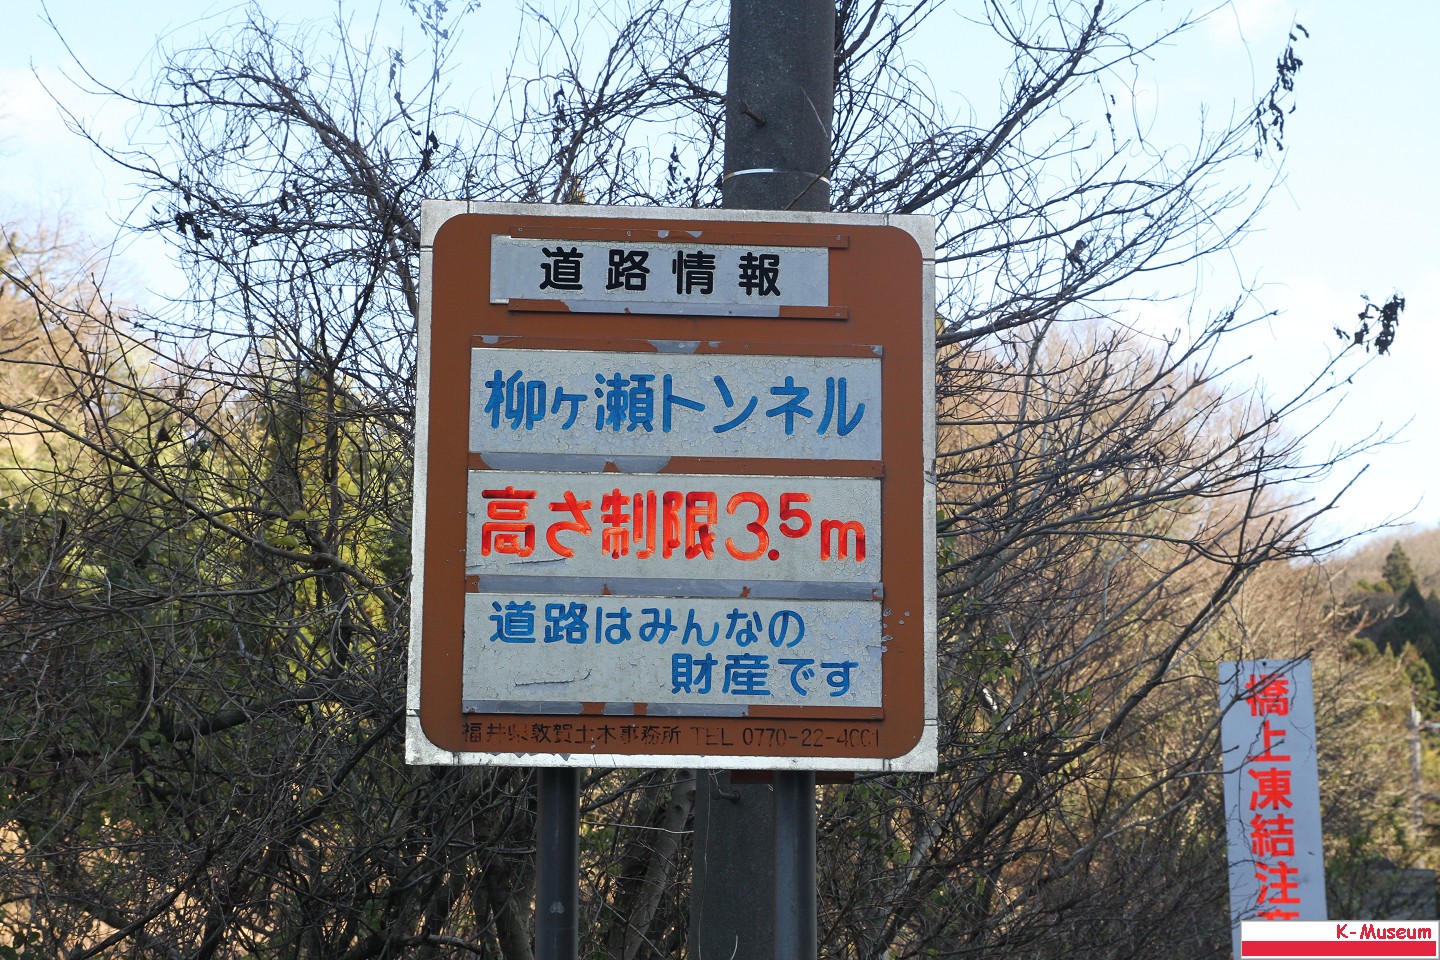 道路情報
柳ヶ瀬トンネル
高さ制限3.5m
道路はみんなの
財産です
福井県敦賀土木事務所 TEL 0770-22-4001
橋上凍結注意
K-Museum